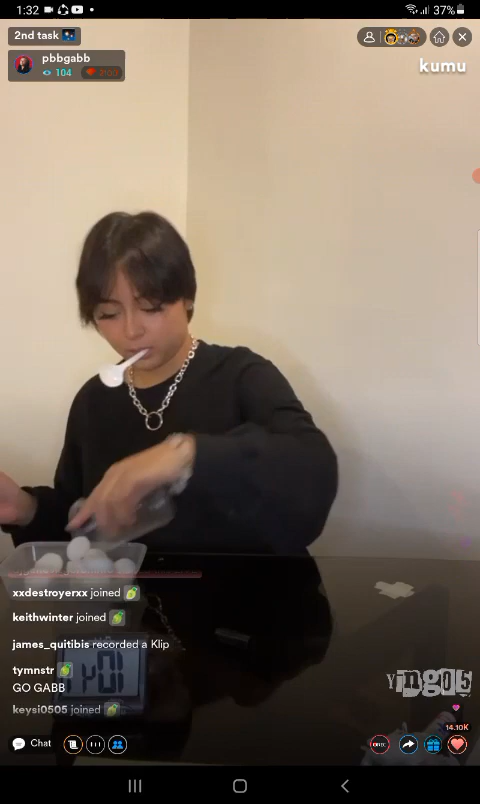 1:32
37%
2nd task
pbbgabb
104
kumu
xxdestroyerxx joined
keithwinter joined
james_quitibis recorded a Klip
tymnstr
GO GABB
keysi0505 joined
Yngo5
14.10K
Chat